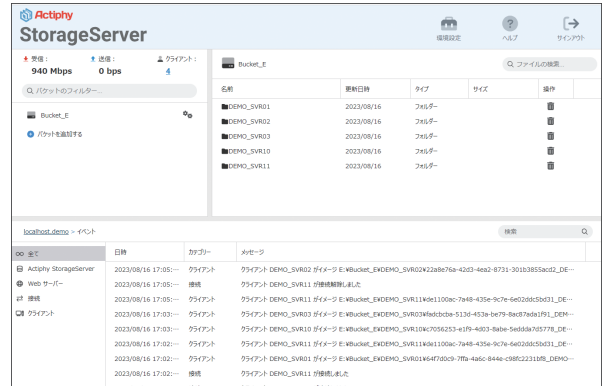 Actiphy
StorageServer
環境設定
ヘルプ
サインアウト
受信:
送信:
クライアント:
940 Mbps
0 bps
4
バケットのフィルター...
Bucket_E
バケットを追加する
Bucket_E
ファイルの検索...
名前
更新日時
タイプ
サイズ
操作
DEMO_SVR01
2023/08/16
フォルダー
DEMO_SVR02
2023/08/16
フォルダー
DEMO_SVR03
2023/08/16
フォルダー
DEMO_SVR10
2023/08/16
フォルダー
DEMO_SVR11
2023/08/16
フォルダー
localhost.demo > イベント
検索
全て
Actiphy StorageServer
Web サーバー
接続
クライアント
日時
カテゴリー
メッセージ
2023/08/16 17:05:… クライアント クライアント DEMO_SVR02 がイメージ E:¥Bucket_E¥DEMO_SVR02¥22a8e76a-42d3-4ea2-8731-301b3855acd2_DE…
2023/08/16 17:05:… 接続 クライアント DEMO_SVR11 が接続解除しました
2023/08/16 17:05:… クライアント クライアント DEMO_SVR11 がイメージ E:¥Bucket_E¥DEMO_SVR11¥de1100ac-7a48-435e-9c7e-6e02ddc5bd31_DE…
2023/08/16 17:03:… クライアント クライアント DEMO_SVR03 がイメージ E:¥Bucket_E¥DEMO_SVR03¥fadcbcba-513d-453a-be79-8ac87ada1f91_DEM…
2023/08/16 17:03:… クライアント クライアント DEMO_SVR10 がイメージ E:¥Bucket_E¥DEMO_SVR10¥c7056253-e1f9-4d03-8abe-5eddda7d5778_DE…
2023/08/16 17:02:… クライアント クライアント DEMO_SVR11 がイメージ E:¥Bucket_E¥DEMO_SVR11¥de1100ac-7a48-435e-9c7e-6e02ddc5bd31_DE…
2023/08/16 17:02:… クライアント クライアント DEMO_SVR01 がイメージ E:¥Bucket_E¥DEMO_SVR01¥64f7d0c9-7ffa-4a6c-844e-c98fc2231bf8_DEMO…
2023/08/16 17:02:… 接続 クライアント DEMO_SVR11 が接続しました